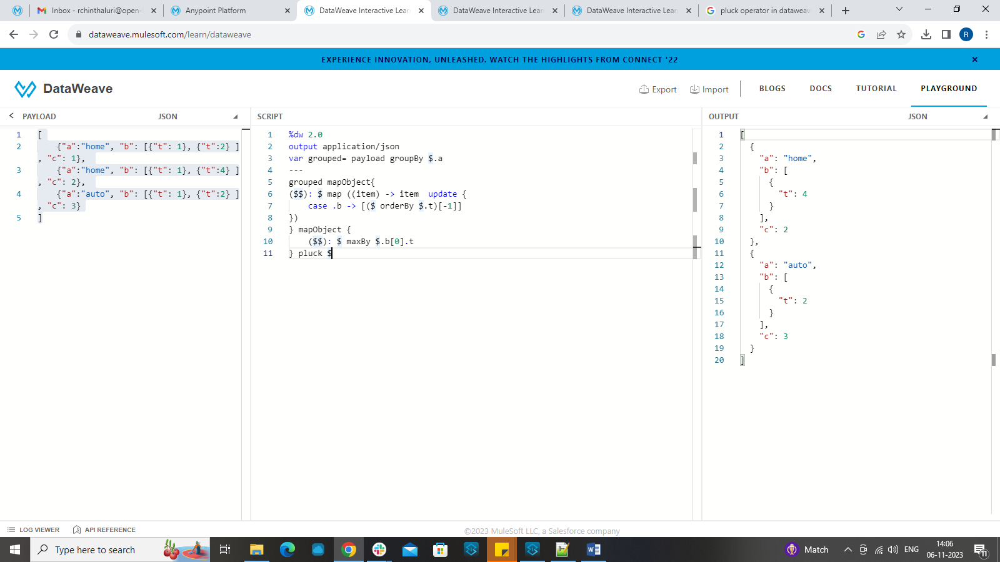 Inbox - rchinthaluri@open-
Anypoint Platform
DataWeave Interactive Lear
DataWeave Interactive Lear
DataWeave Interactive Lear
pluck operator in dataweav
dataweave.mulesoft.com/learn/dataweave
R
EXPERIENCE INNOVATION, UNLEASHED. WATCH THE HIGHLIGHTS FROM CONNECT '22
DataWeave
Export
Import
BLOGS
DOCS
TUTORIAL
PLAYGROUND
PAYLOAD
JSON
1 [
2 {"a":"home", "b": [{"t": 1}, {"t":2} ]
, "c": 1},
3 {"a":"home", "b": [{"t": 1}, {"t":4} ]
, "c": 2},
4 {"a":"auto", "b": [{"t": 1}, {"t":2} ]
, "c": 3}
5 ]
SCRIPT
1 %dw 2.0
2 output application/json
3 var grouped= payload groupBy $.a
4 ---
5 grouped mapObject{
6 ($$): $ map ((item) -> item  update {
7 case .b -> [($ orderBy $.t)[-1]]
8 })
9 } mapObject {
10 ($$): $ maxBy $.b[0].t
11 } pluck $
OUTPUT
JSON
1 [
2 {
3 "a": "home",
4 "b": [
5 {
6 "t": 4
7 }
8 ],
9 "c": 2
10 },
11 {
12 "a": "auto",
13 "b": [
14 {
15 "t": 2
16 }
17 ],
18 "c": 3
19 }
20 ]
LOG VIEWER
API REFERENCE
©2023 MuleSoft LLC, a Salesforce company
Type here to search
Match
ENG
14:06
06-11-2023
11